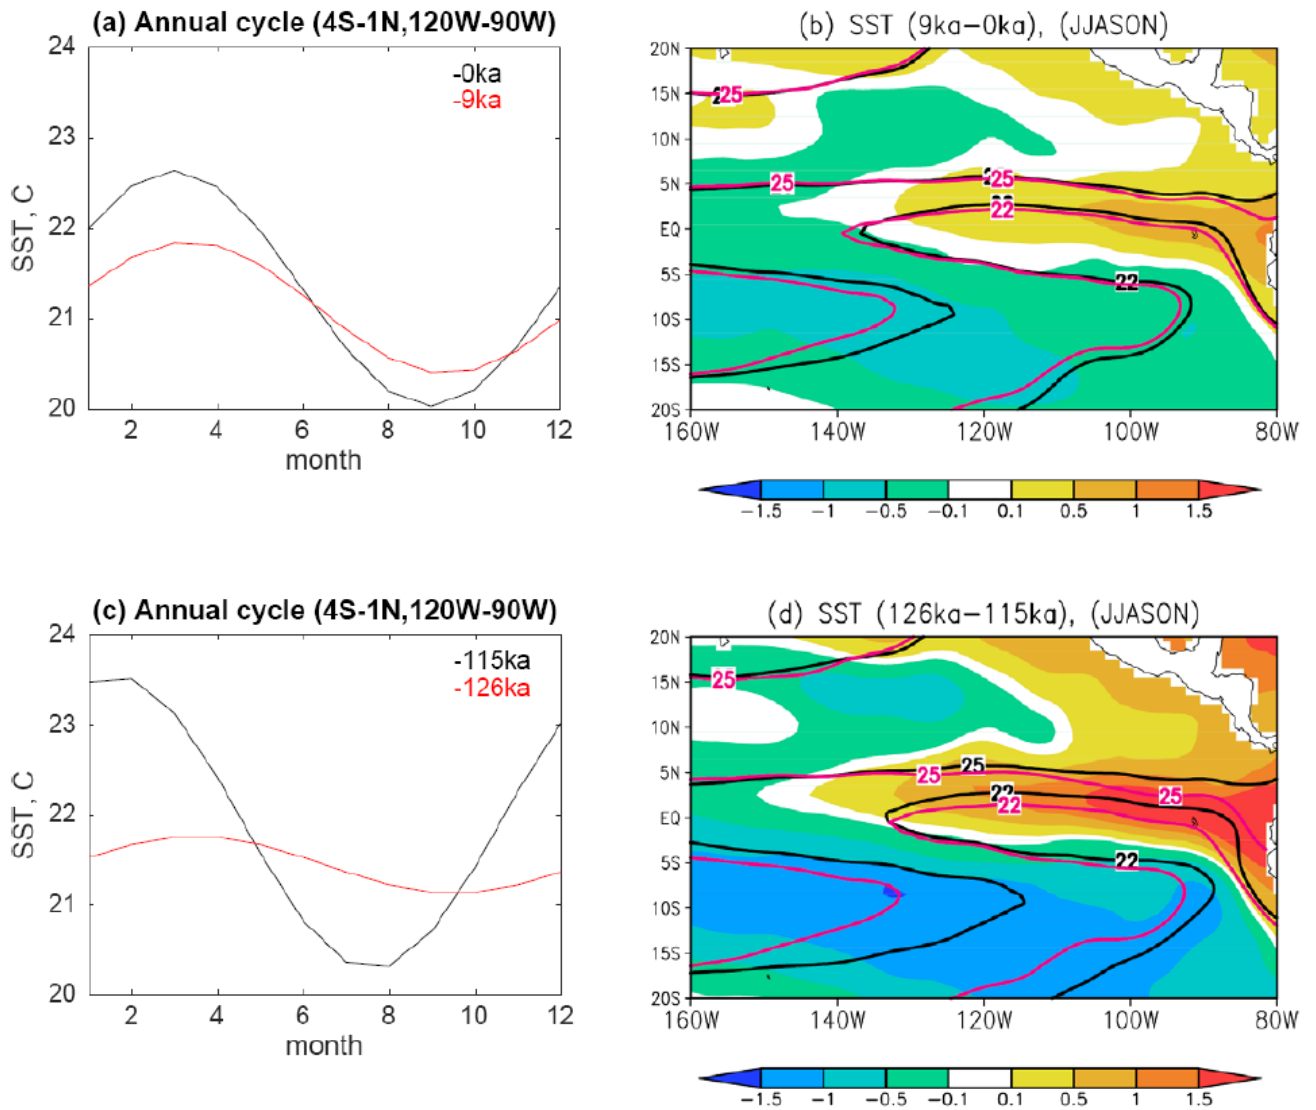 (a) Annual cycle (4S-1N,120W-90W)
24
23
22
21
20
SST, C
-0ka
-9ka
2 4 6 8 10 12
month
(b) SST (9ka-0ka), (JJASON)
20N
15N
10N
5N
EQ
5S
10S
15S
20S
25
25
25
22
22
160W 140W 120W 100W 80W
-1.5 -1 -0.5 -0.1 0.1 0.5 1 1.5
(c) Annual cycle (4S-1N,120W-90W)
24
23
22
21
20
SST, C
-115ka
-126ka
2 4 6 8 10 12
month
(d) SST (126ka-115ka), (JJASON)
20N
15N
10N
5N
EQ
5S
10S
15S
20S
25
25
25
25
22
22
22
160W 140W 120W 100W 80W
-1.5 -1 -0.5 -0.1 0.1 0.5 1 1.5